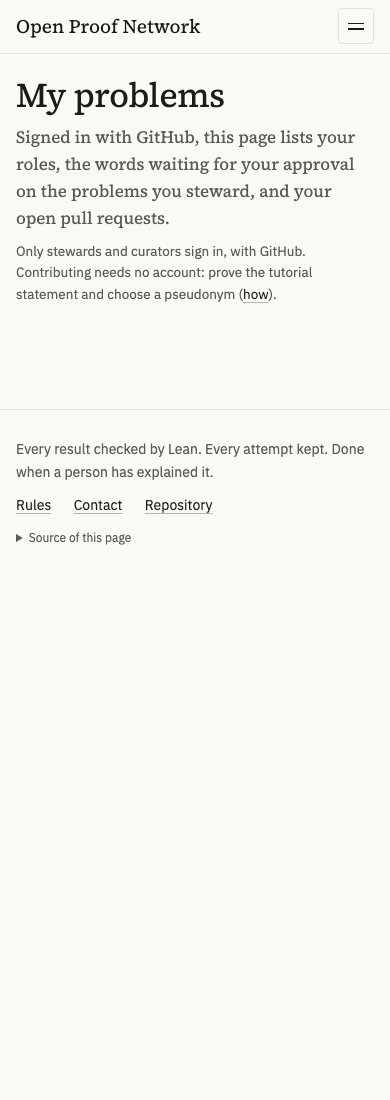 Open Proof Network
My problems
Signed in with GitHub, this page lists your
roles, the words waiting for your approval
on the problems you steward, and your
open pull requests.
Only stewards and curators sign in, with GitHub.
Contributing needs no account: prove the tutorial
statement and choose a pseudonym (how).
Every result checked by Lean. Every attempt kept. Done
when a person has explained it.
Rules Contact Repository
Source of this page